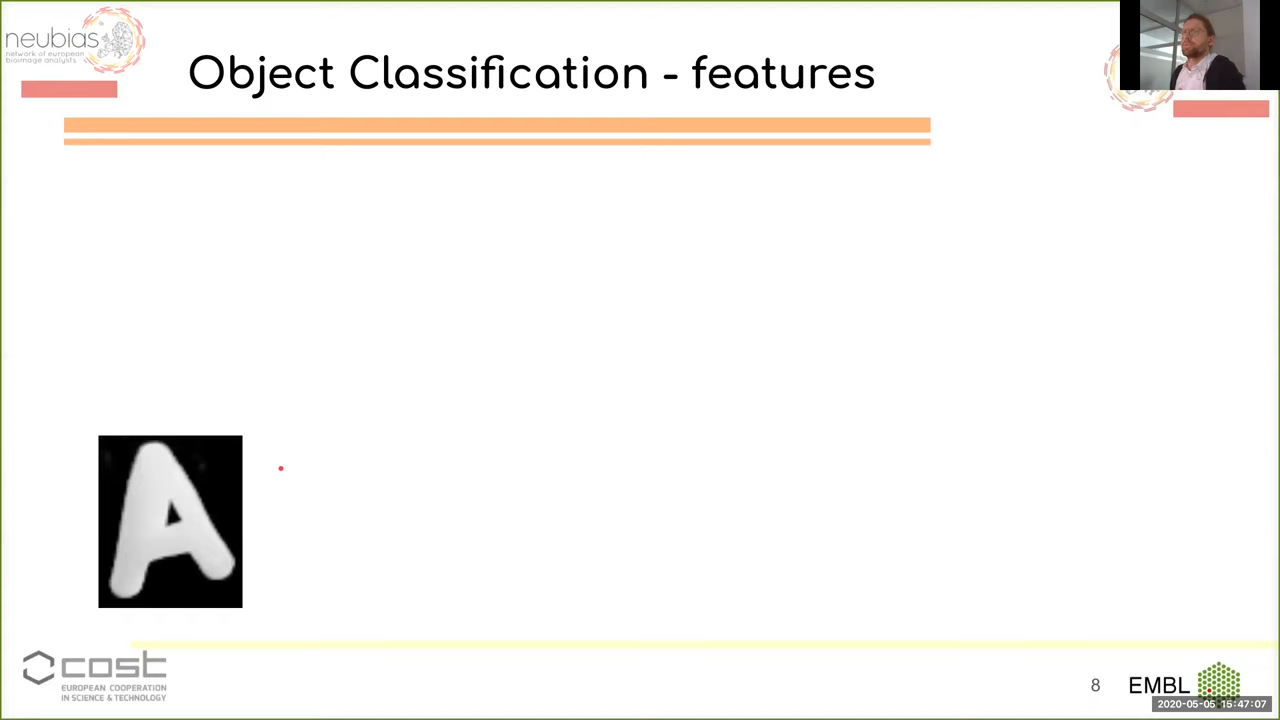 neubias
network of european
bioimage analysts
Object Classification - features
A
cost
EUROPEAN COOPERATION
IN SCIENCE & TECHNOLOGY
8
EMBL
2020-05-05 15:47:07